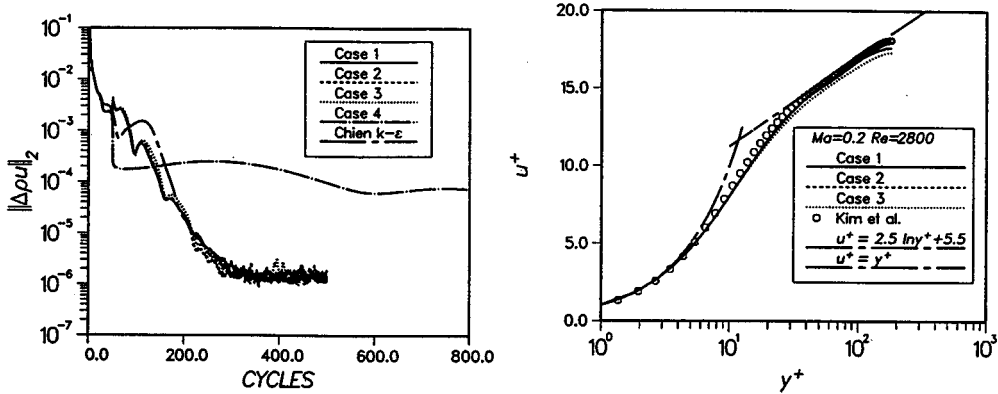 10⁻¹
10⁻²
10⁻³
10⁻⁴
10⁻⁵
10⁻⁶
10⁻⁷
‖Δρu‖₂
Case 1
Case 2
Case 3
Case 4
Chien k-ε
0.0 200.0 400.0 600.0 800.0
CYCLES
20.0
15.0
10.0
5.0
0.0
u⁺
Ma=0.2 Re=2800
Case 1
Case 2
Case 3
Kim et al.
u⁺ = 2.5 lny⁺+5.5
u⁺ = y⁺
10⁰ 10¹ 10² 10³
y⁺